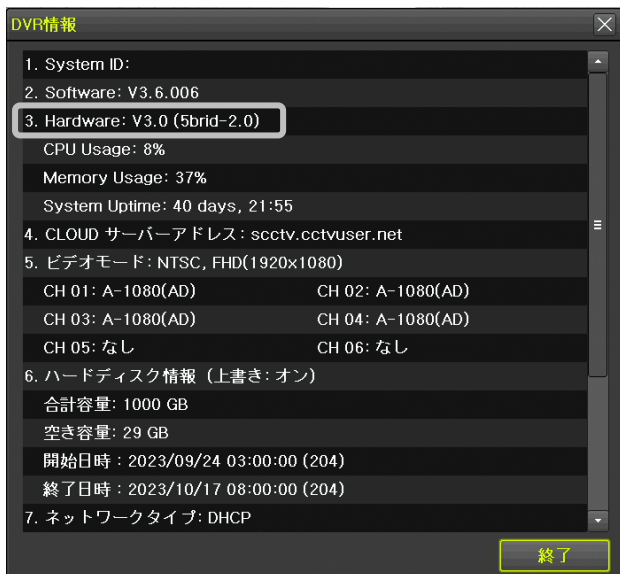 DVR情報
1. System ID:
2. Software: V3.6.006
3. Hardware: V3.0 (5brid-2.0)
CPU Usage: 8%
Memory Usage: 37%
System Uptime: 40 days, 21:55
4. CLOUD サーバーアドレス: scctv.cctvuser.net
5. ビデオモード: NTSC, FHD(1920x1080)
CH 01: A-1080(AD) CH 02: A-1080(AD)
CH 03: A-1080(AD) CH 04: A-1080(AD)
CH 05: なし CH 06: なし
6. ハードディスク情報 (上書き: オン)
合計容量: 1000 GB
空き容量: 29 GB
開始日時 : 2023/09/24 03:00:00 (204)
終了日時 : 2023/10/17 08:00:00 (204)
7. ネットワークタイプ: DHCP
終了